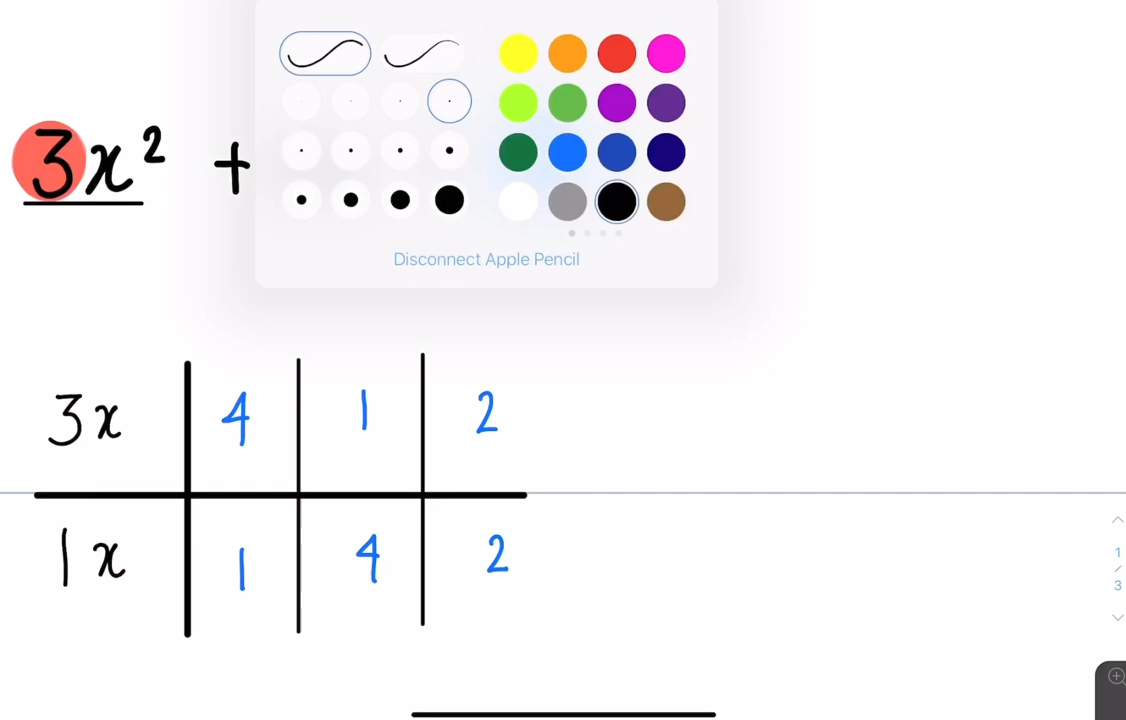 3x² +
Disconnect Apple Pencil
3x 4 1 2
1x 1 4 2
1
/
3